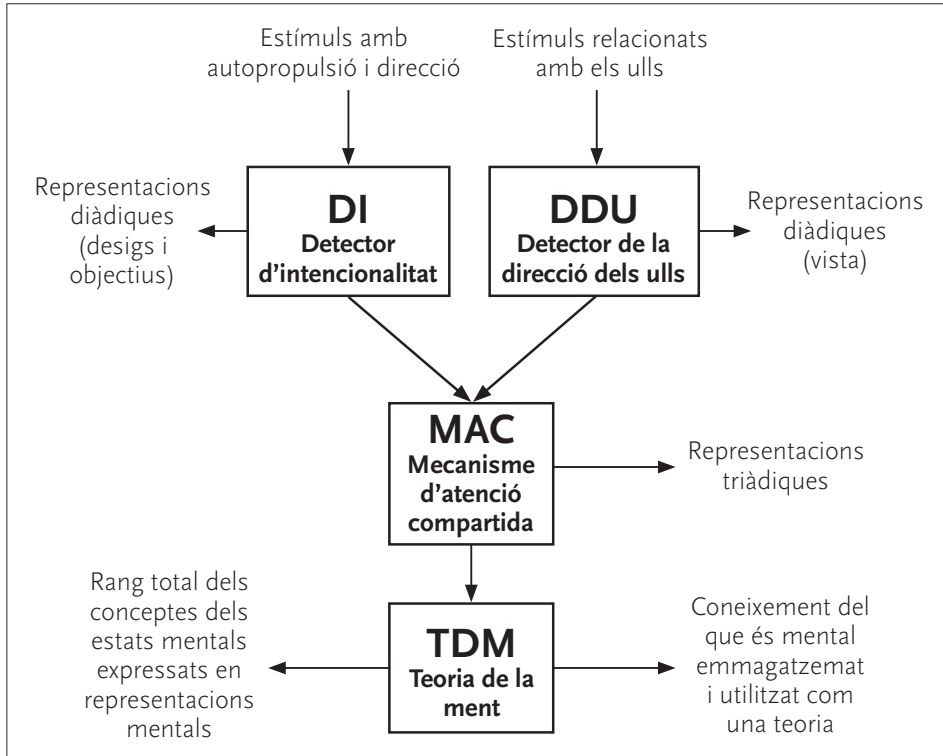 Estímuls amb
autopropulsió i direcció
Estímuls relacionats
amb els ulls
Representacions
diàdiques
(desigs i
objectius)
DI
Detector
d’intencionalitat
DDU
Detector de la
direcció dels ulls
Representacions
diàdiques
(vista)
MAC
Mecanisme
d’atenció
compartida
Representacions
triàdiques
Rang total dels
conceptes dels
estats mentals
expressats en
representacions
mentals
TDM
Teoria de la
ment
Coneixement del
que és mental
emmagatzemat
i utilitzat com
una teoria